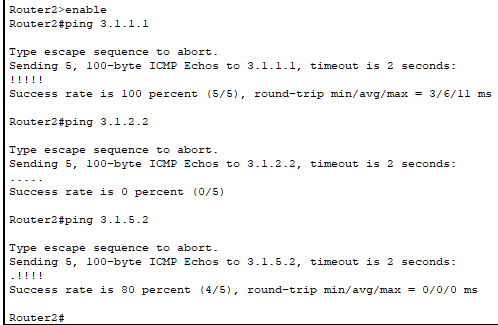 Router2>enable
Router2#ping 3.1.1.1
Type escape sequence to abort.
Sending 5, 100-byte ICMP Echos to 3.1.1.1, timeout is 2 seconds:
!!!!!
Success rate is 100 percent (5/5), round-trip min/avg/max = 3/6/11 ms
Router2#ping 3.1.2.2
Type escape sequence to abort.
Sending 5, 100-byte ICMP Echos to 3.1.2.2, timeout is 2 seconds:
.....
Success rate is 0 percent (0/5)
Router2#ping 3.1.5.2
Type escape sequence to abort.
Sending 5, 100-byte ICMP Echos to 3.1.5.2, timeout is 2 seconds:
.!!!!
Success rate is 80 percent (4/5), round-trip min/avg/max = 0/0/0 ms
Router2#